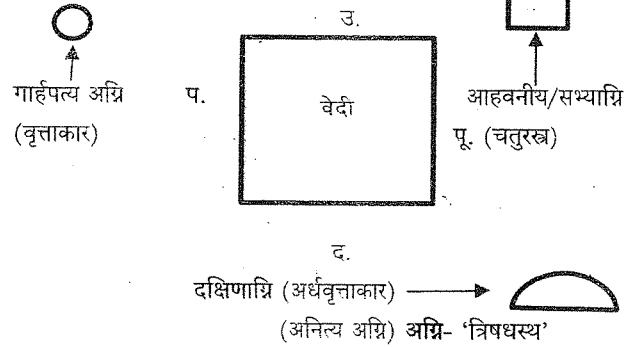 उ.
गार्हपत्य अग्नि
(वृत्ताकार)
प.
वेदी
आहवनीय/सभ्याग्नि
पू. (चतुरस्त्र)
द.
दक्षिणाग्नि (अर्धवृत्ताकार)
(अनित्य अग्नि) अग्नि- ‘त्रिषधस्थ’